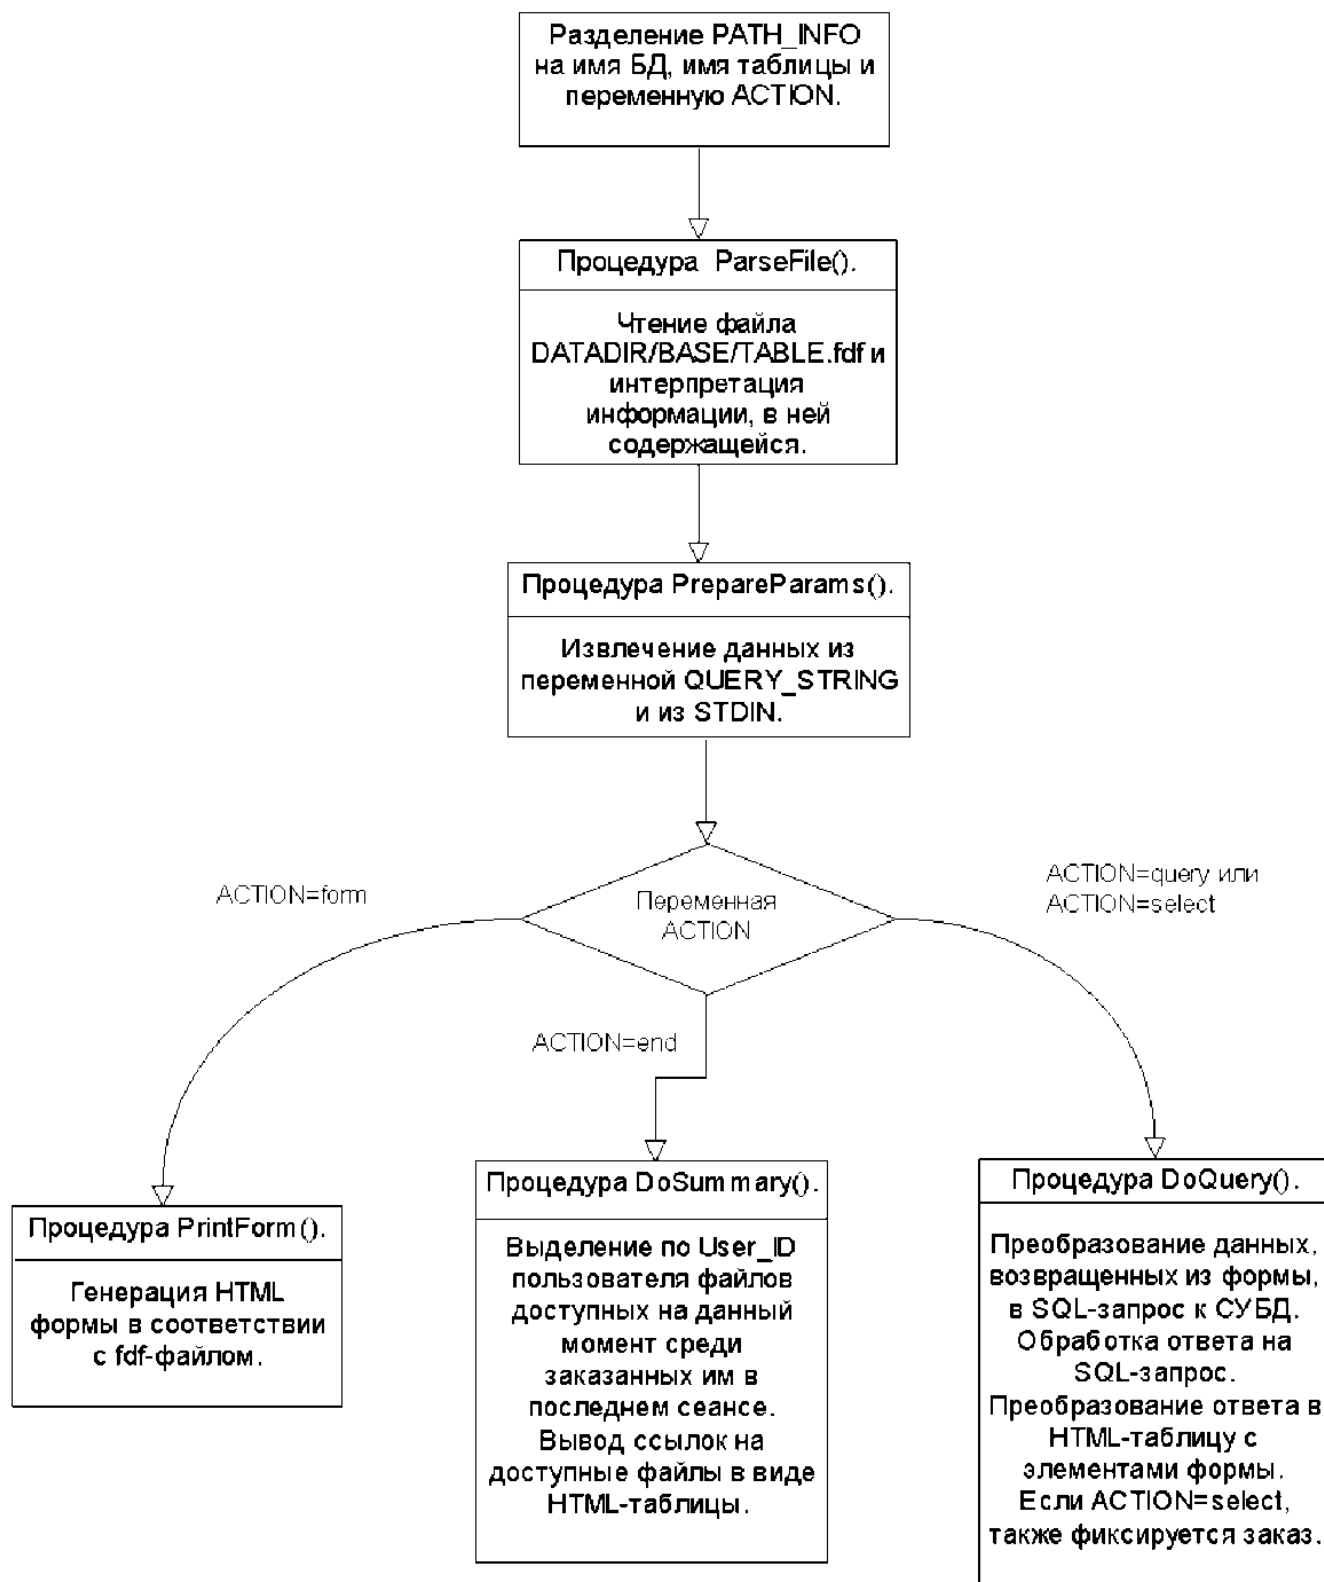 Разделение PATH_INFO
на имя БД, имя таблицы и
переменную ACTION.
Процедура ParseFile().
Чтение файла
DATADIR/BASE/TABLE.fdf и
интерпретация
информации, в ней
содержащейся.
Процедура PrepareParams().
Извлечение данных из
переменной QUERY_STRING
и из STDIN.
ACTION=form
Переменная
ACTION
ACTION=query или
ACTION=select
ACTION=end
Процедура PrintForm().
Генерация HTML
формы в соответствии
с fdf-файлом.
Процедура DoSummary().
Выделение по User_ID
пользователя файлов
доступных на данный
момент среди
заказанных им в
последнем сеансе.
Вывод ссылок на
доступные файлы в виде
HTML-таблицы.
Процедура DoQuery().
Преобразование данных,
возвращенных из формы,
в SQL-запрос к СУБД.
Обработка ответа на
SQL-запрос.
Преобразование ответа в
HTML-таблицу с
элементами формы.
Если ACTION=select,
также фиксируется заказ.